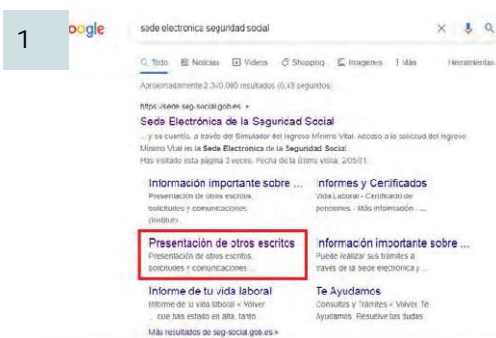 1
oogle
sede electronica seguridad social
Todo Noticias Videos Shopping Imagenes Más Herramientas
Aproximadamente 2.340.000 resultados (0,43 segundos)
https://sede.seg-social.gob.es
Sede Electrónica de la Seguricad Social
... y su cuantía, a través del Simulador del Ingreso Mínimo Vital. Acceso a la solicitud del Ingreso
Mínimo Vital en la Sede Electrónica de la Seguridad Social
Has visitado esta página 3 veces. Fecha de la última visita: 2/05/21.
Información importante sobre ...
Presentación de otros escritos,
solicitudes y comunicaciones
(Instituto ...
Informes y Certificados
Vida Laboral - Certificado de
pensiones - Más información - ...
Presentación de otros escritos
Presentación de otros escritos,
solicitudes y comunicaciones ...
Información importante sobre ...
Puede realizar sus trámites a
través de la sede electrónica y ...
Informe de tu vida laboral
Informe de tu vida laboral < Volver
... que has estado en alta, tanto ...
Te Ayudamos
Consultas y Trámites < Volver. Te
Ayudamos. Resuelve tus dudas
Más resultados de seg-social.gob.es »